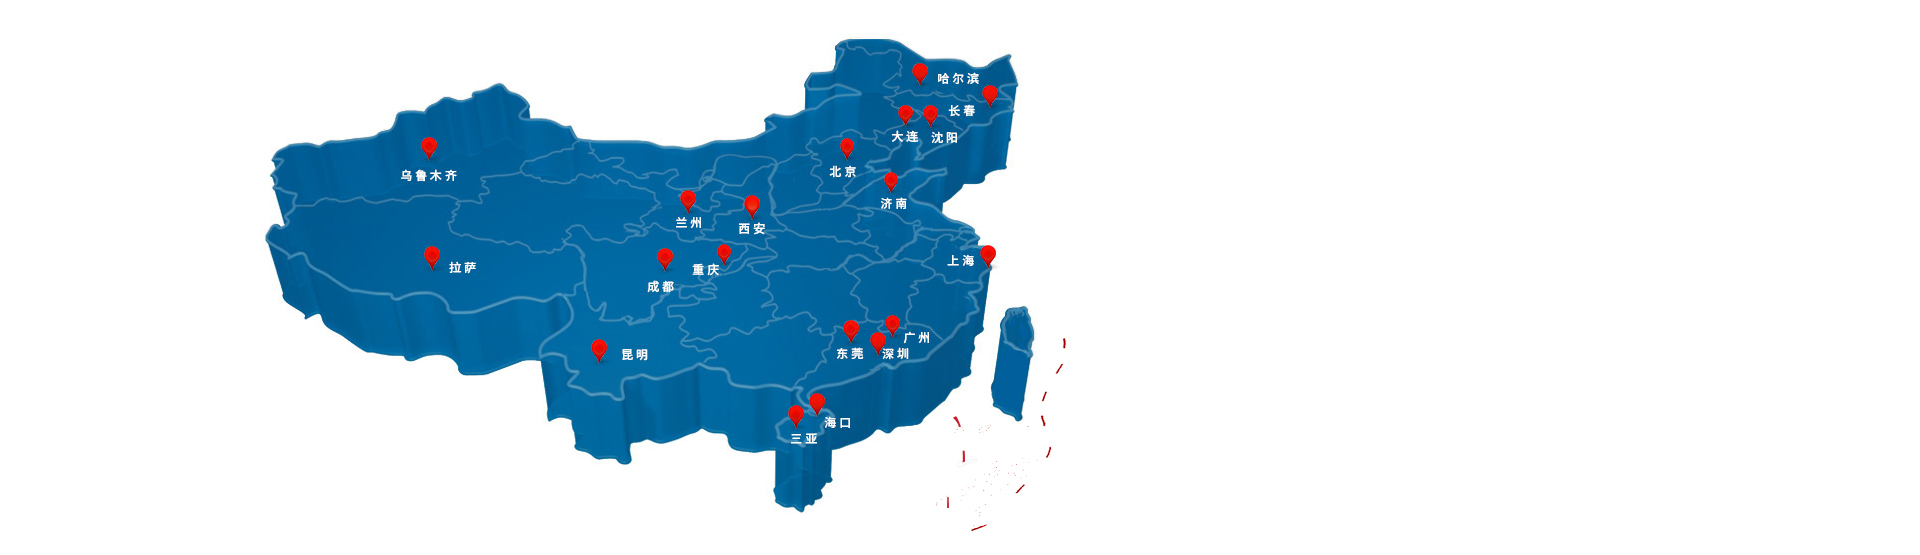 哈尔滨
长春
大连
沈阳
北京
乌鲁木齐
济南
兰州
西安
上海
拉萨
重庆
成都
广州
东莞
深圳
昆明
海口
三亚